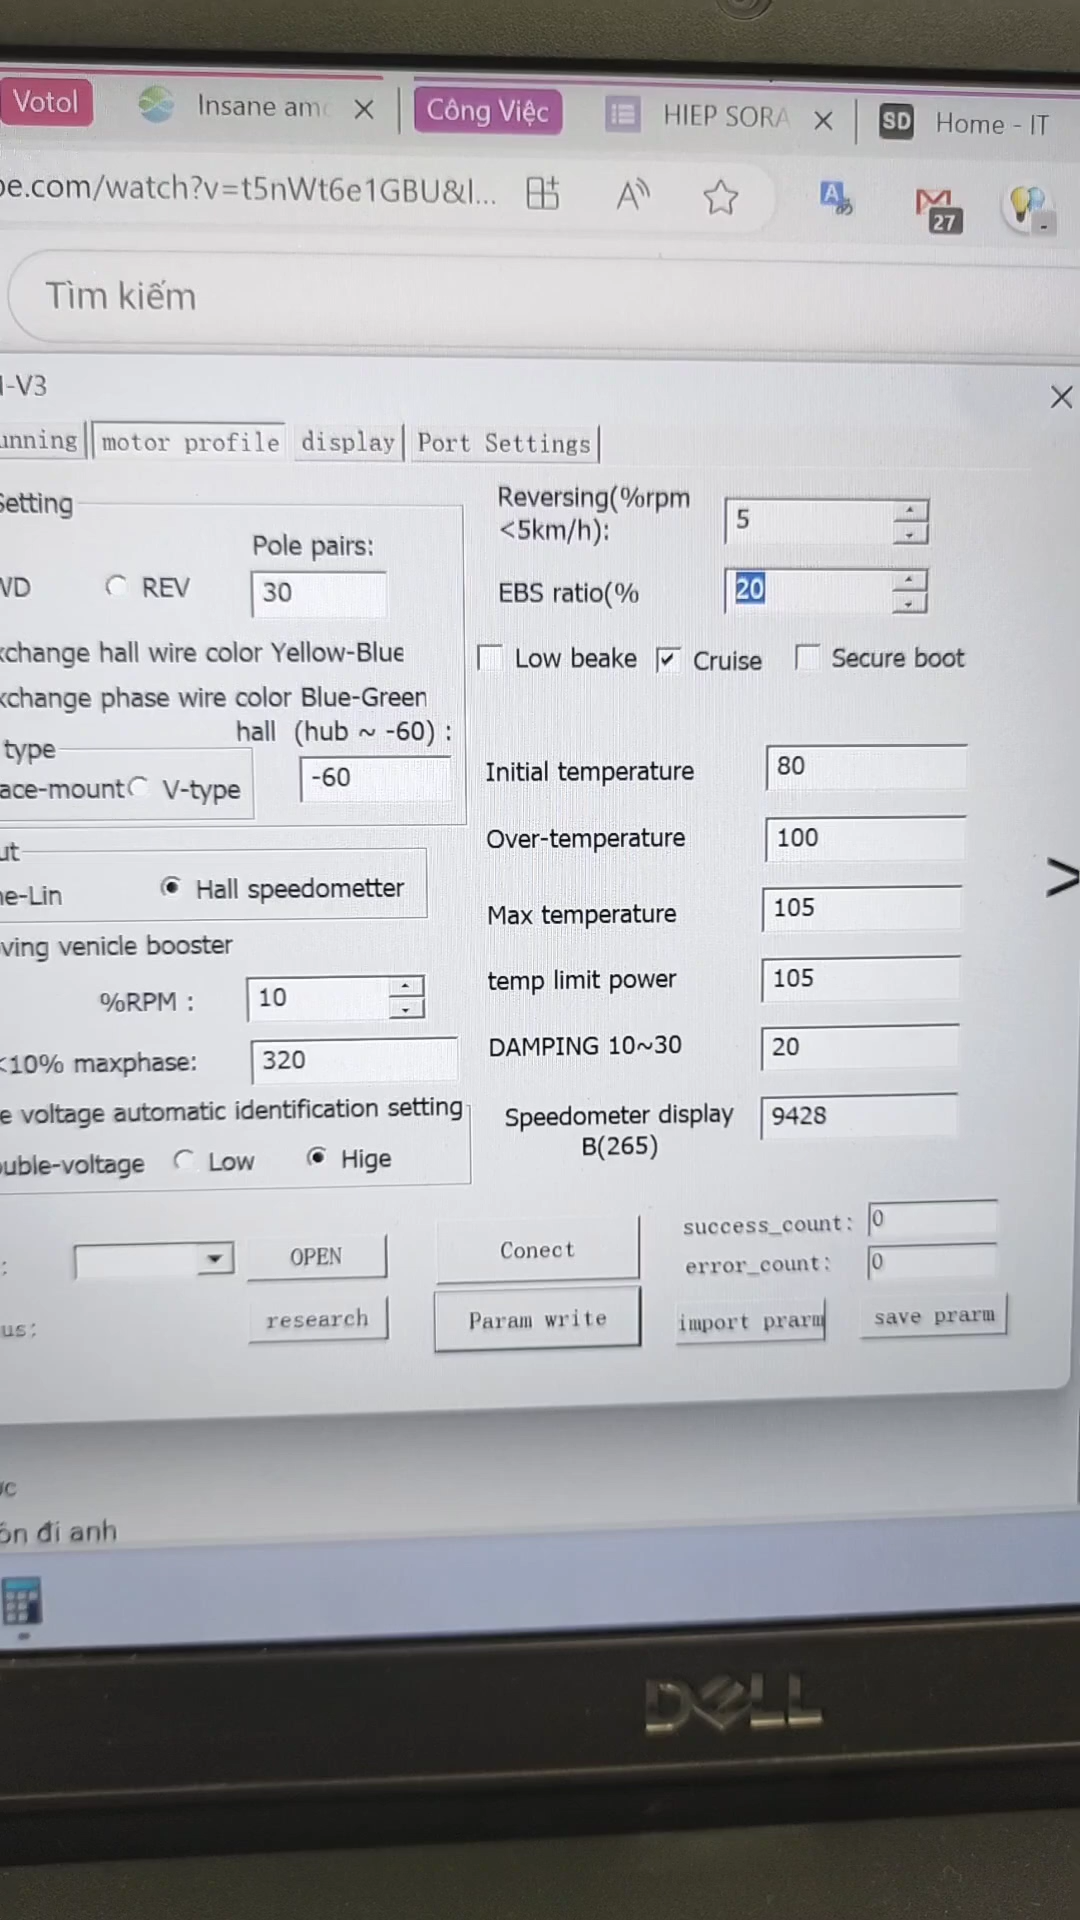 Votol
Insane am
Công Việc
HIEP SORA
SD
Home - IT
be.com/watch?v=t5nWt6e1GBU&l...
27
Tìm kiếm
-V3
unning
motor profile
display
Port Settings
Setting
Reversing(%rpm
<5km/h):
5
Pole pairs:
WD
REV
30
EBS ratio(%
20
xchange hall wire color Yellow-Blue
Low beake
Cruise
Secure boot
xchange phase wire color Blue-Green
hall (hub ~ -60) :
type
-60
Initial temperature
80
ace-mount
V-type
Over-temperature
100
ut
ne-Lin
Hall speedometter
Max temperature
105
ving venicle booster
temp limit power
105
%RPM :
10
DAMPING 10~30
20
<10% maxphase:
320
e voltage automatic identification setting
Speedometer display
B(265)
9428
ouble-voltage
Low
Hige
success_count:
0
:
OPEN
Conect
error_count:
0
us:
research
Param write
import prarm
save prarm
ôn đi anh
DELL